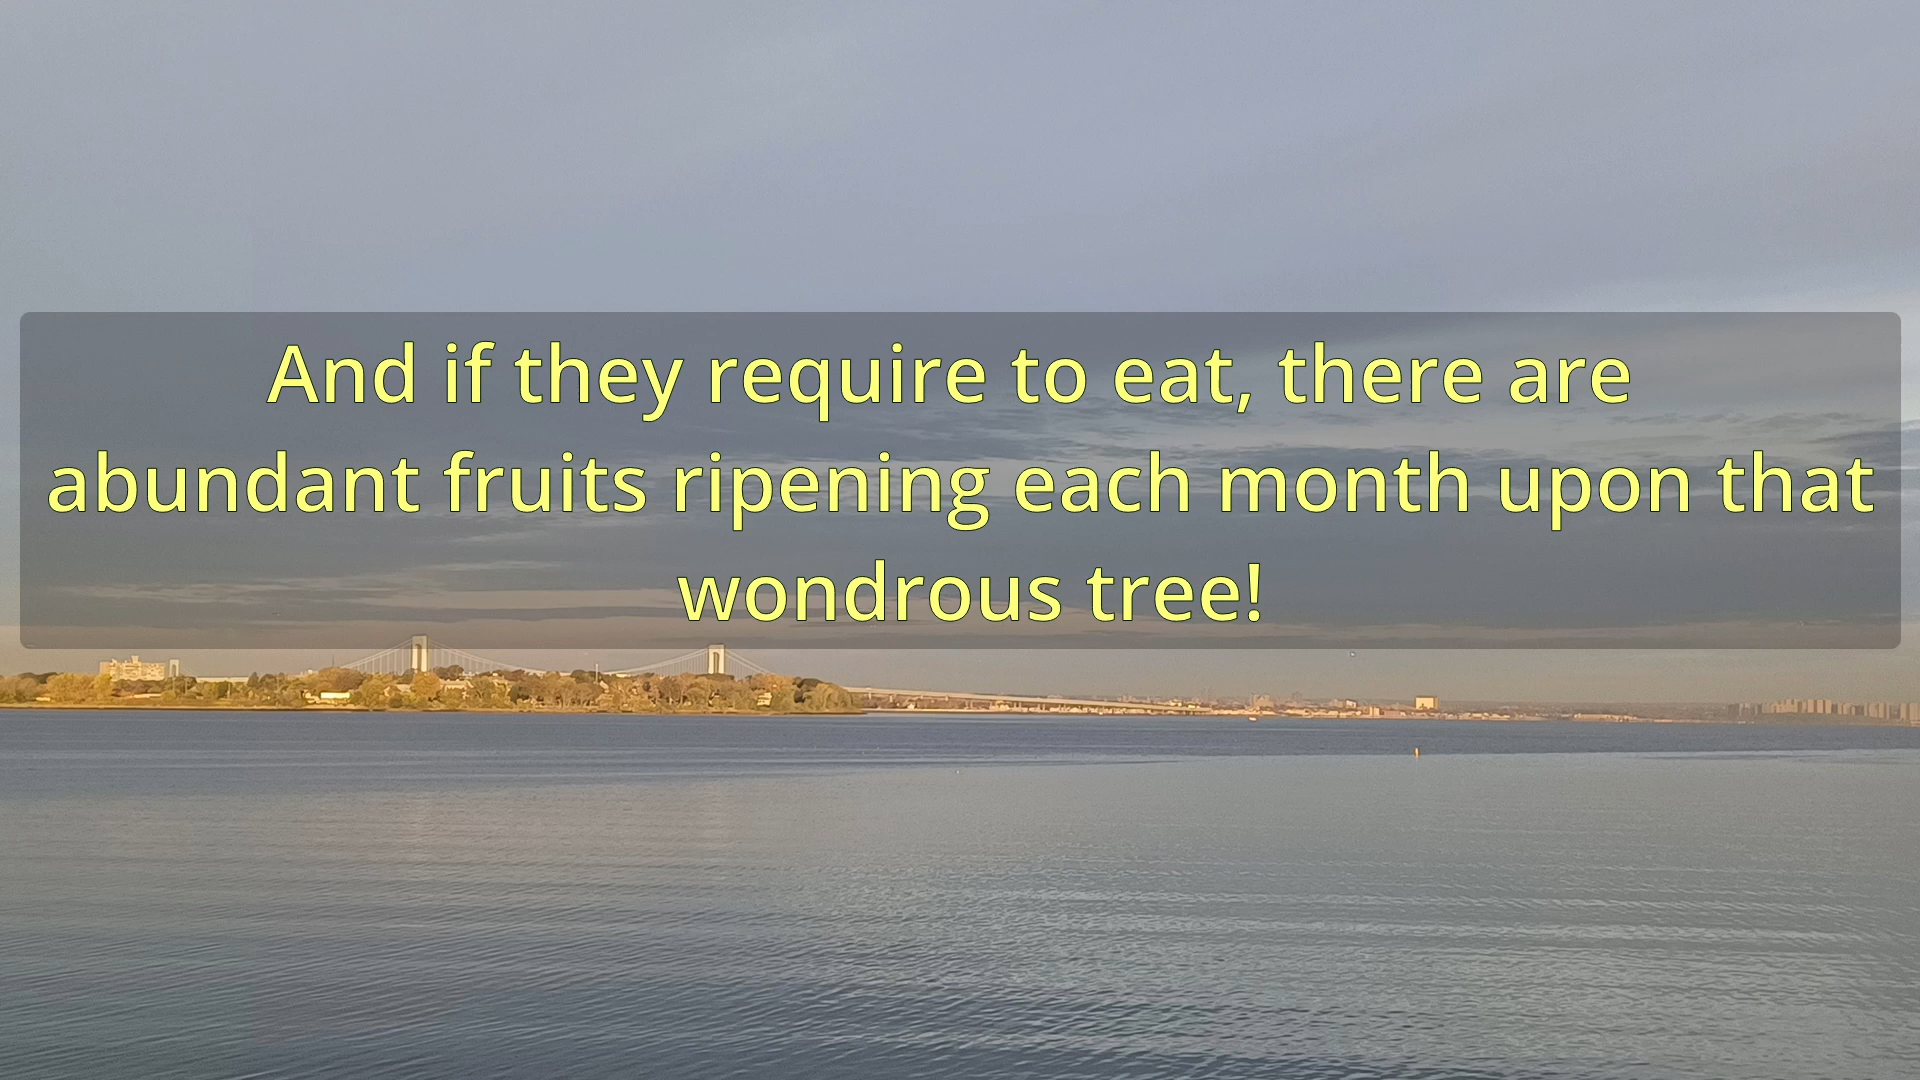 And if they require to eat, there are
abundant fruits ripening each month upon that
wondrous tree!